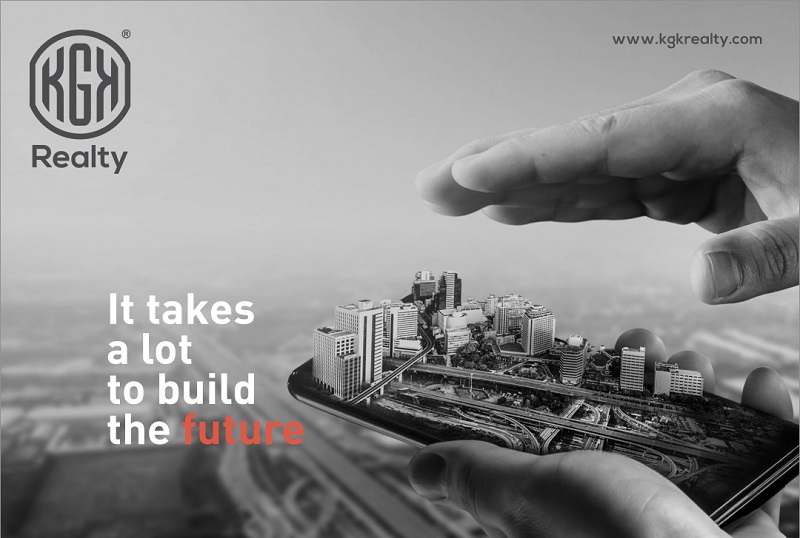 KGK®
Realty
www.kgkrealty.com
It takes
a lot
to build
the future